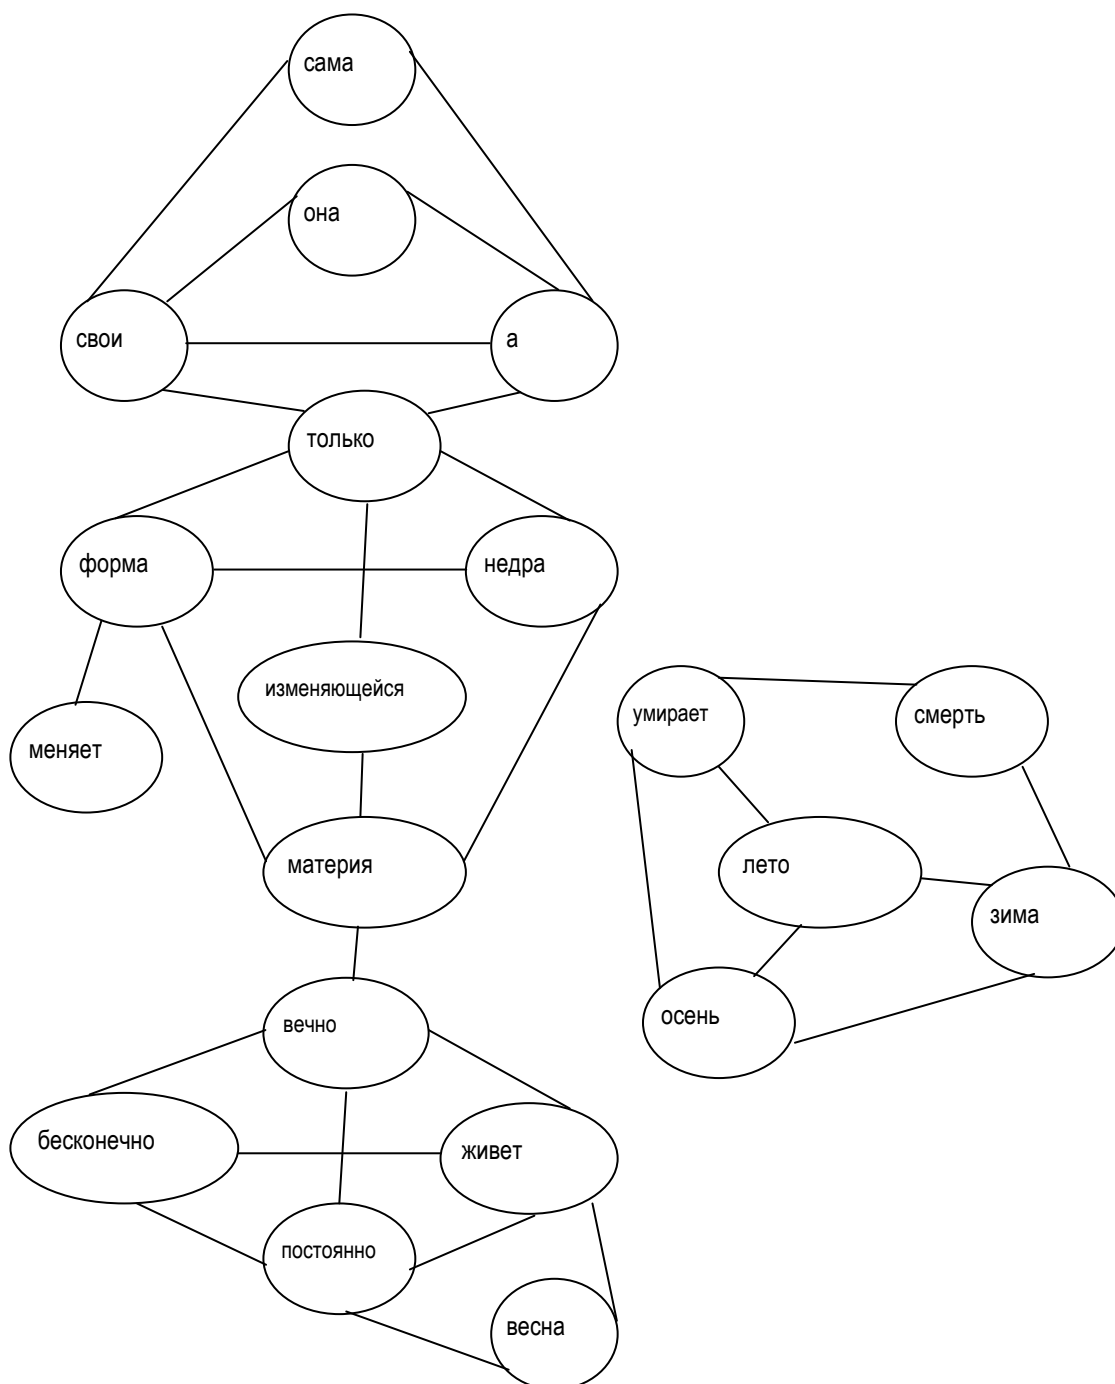 сама
она
свои
а
только
форма
недра
изменяющейся
меняет
материя
вечно
бесконечно
живет
постоянно
весна
умирает
смерть
лето
зима
осень